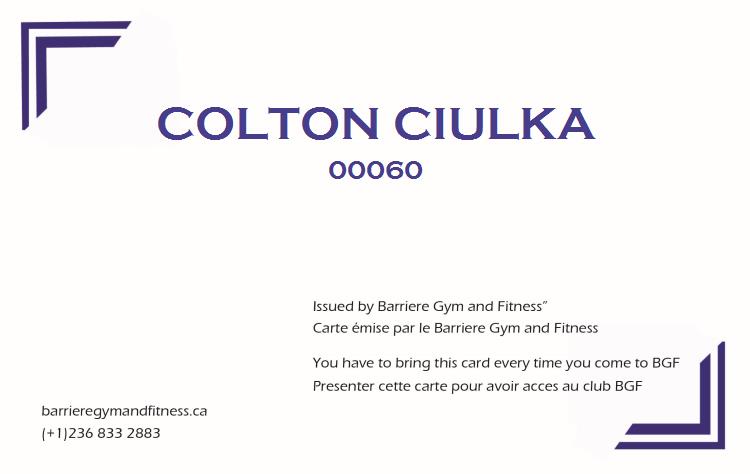 COLTON CIULKA
00060
Issued by Barriere Gym and Fitness”
Carte émise par le Barriere Gym and Fitness
You have to bring this card every time you come to BGF
Presenter cette carte pour avoir acces au club BGF
barrieregymandfitness.ca
(+1)236 833 2883